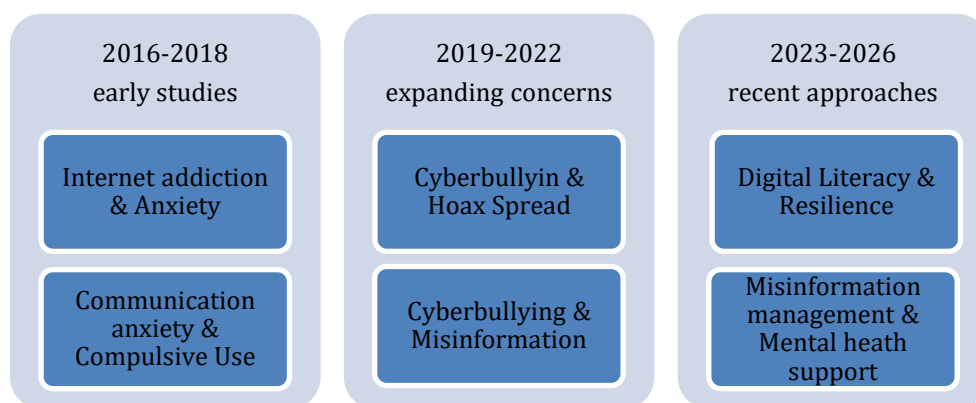 2016-2018
early studies
Internet addiction
& Anxiety
Communication
anxiety &
Compulsive Use
2019-2022
expanding concerns
Cyberbullyin &
Hoax Spread
Cyberbullying &
Misinformation
2023-2026
recent approaches
Digital Literacy &
Resilience
Misinformation
management &
Mental heath
support